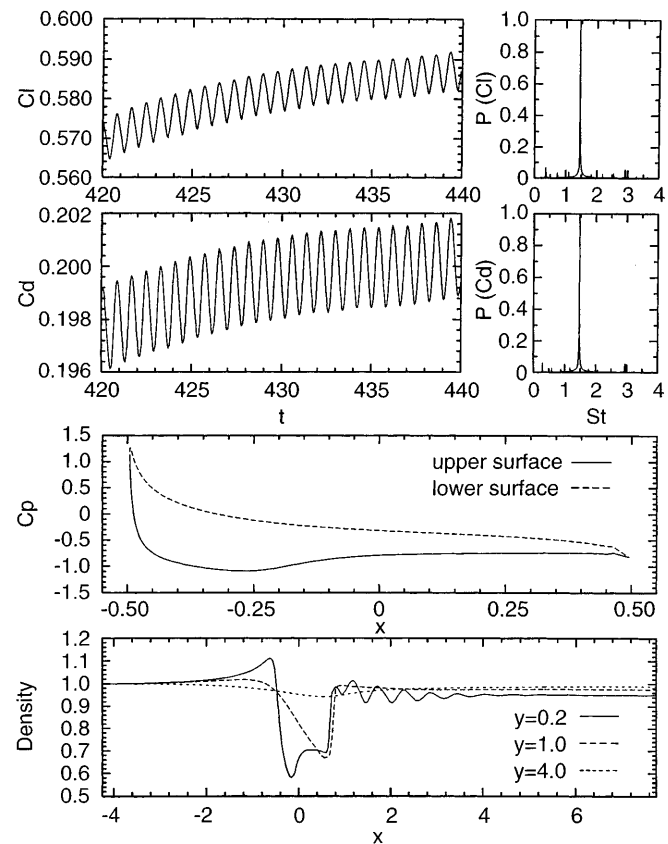 0.600
0.590
0.580
0.570
0.560
Cl
420 425 430 435 440
1.0
0.8
0.6
0.4
0.2
0
P (Cl)
0 1 2 3 4
0.202
0.200
0.198
0.196
Cd
420 425 430 435 440
t
1.0
0.8
0.6
0.4
0.2
0
P (Cd)
0 1 2 3 4
St
1.5
1.0
0.5
0
-0.5
-1.0
-1.5
Cp
upper surface
lower surface
-0.50 -0.25 0 0.25 0.50
x
1.2
1.1
1.0
0.9
0.8
0.7
0.6
0.5
Density
y=0.2
y=1.0
y=4.0
-4 -2 0 2 4 6
x